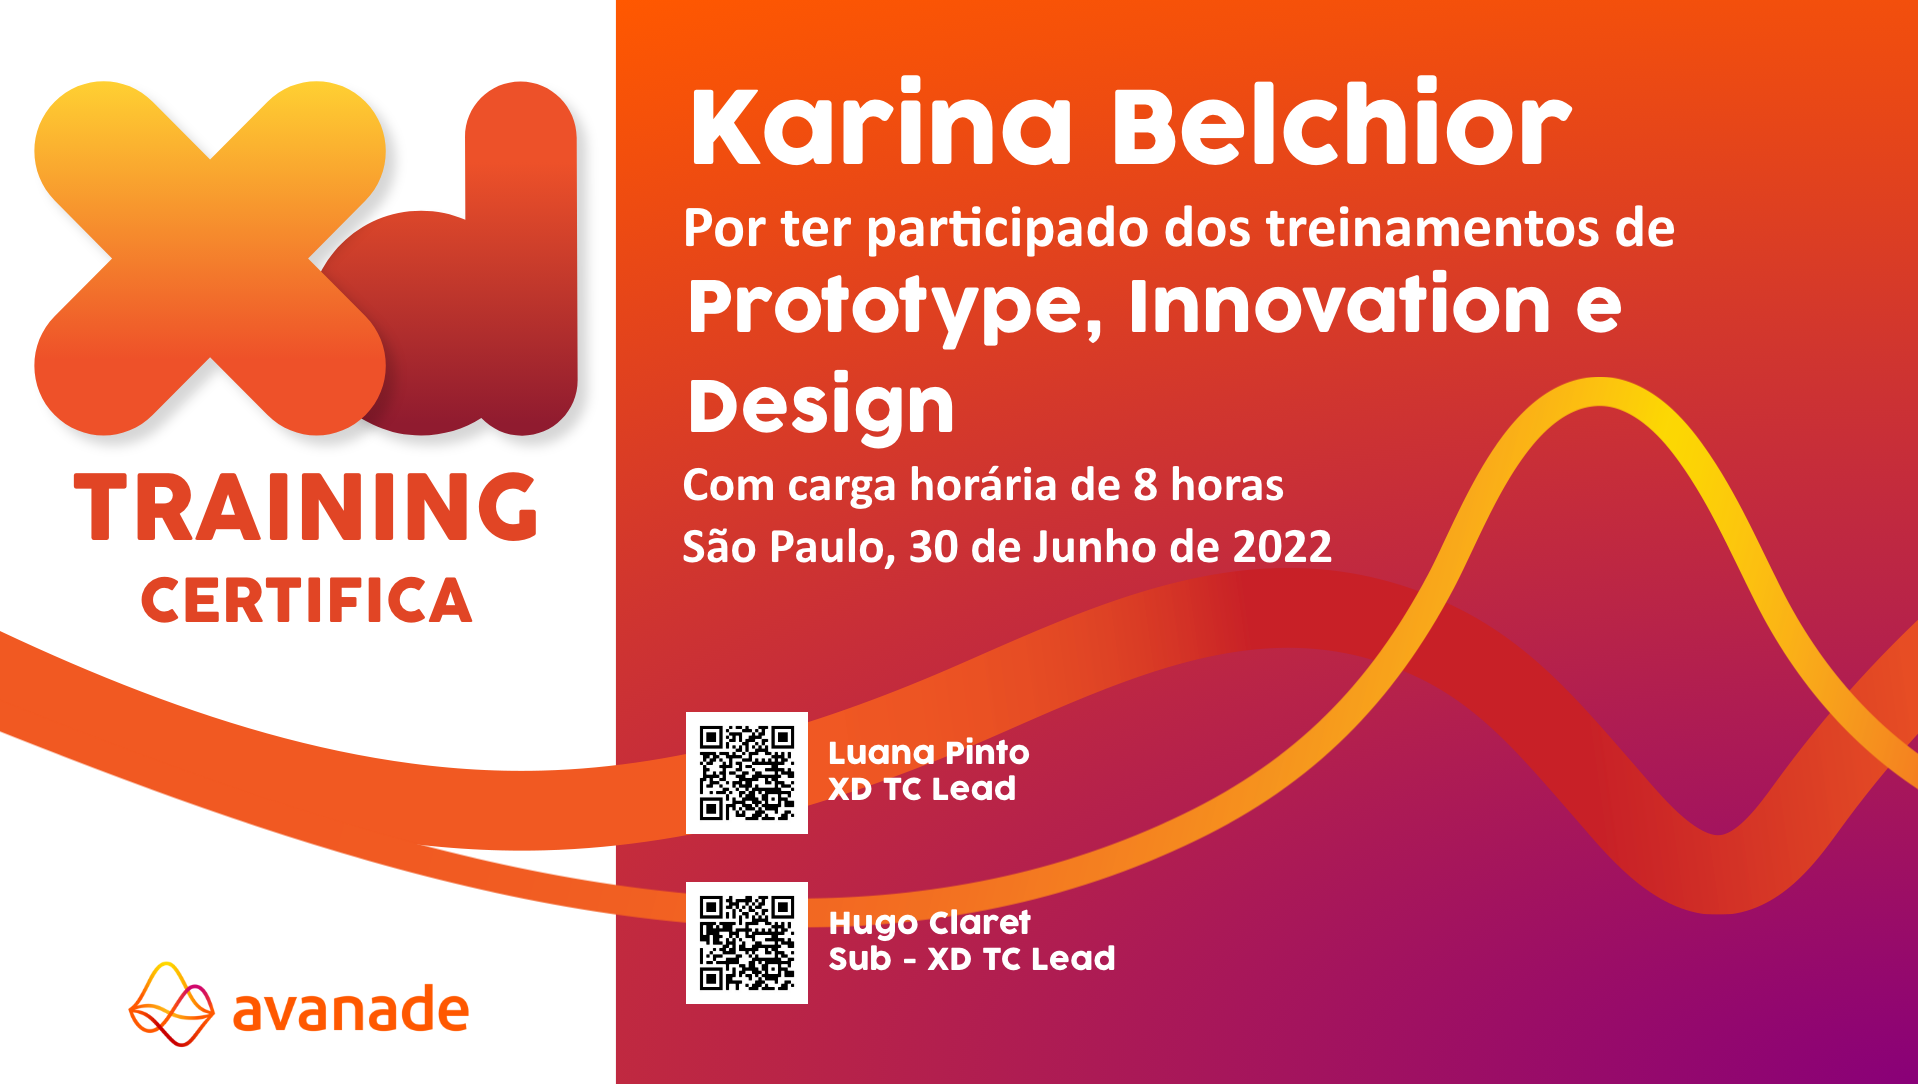 xd
TRAINING
CERTIFICA
avanade
Karina Belchior
Por ter participado dos treinamentos de
Prototype, Innovation e
Design
Com carga horária de 8 horas
São Paulo, 30 de Junho de 2022
Luana Pinto
XD TC Lead
Hugo Claret
Sub - XD TC Lead